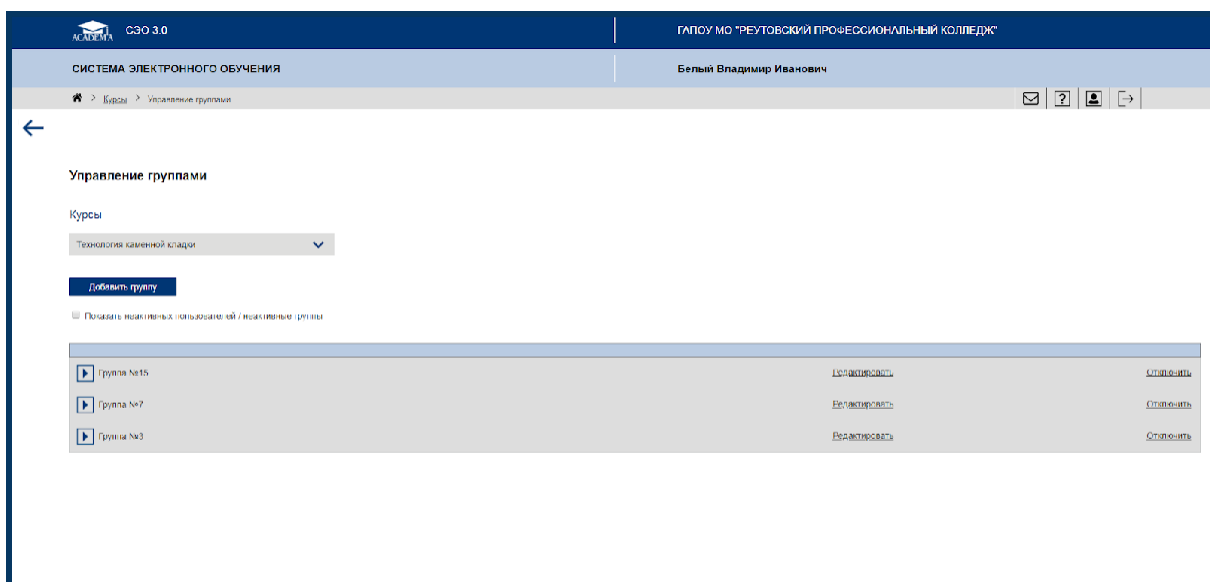 ACADEMA СЭО 3.0 ГАПОУ МО "РЕУТОВСКИЙ ПРОФЕССИОНАЛЬНЫЙ КОЛЛЕДЖ"
СИСТЕМА ЭЛЕКТРОННОГО ОБУЧЕНИЯ Белый Владимир Иванович
> Курсы > Управление группами
Управление группами
Курсы
Технология каменной кладки
Добавить группу
Показать неактивных пользователей / неактивные группы
Группа №15 Редактировать Отключить
Группа №7 Редактировать Отключить
Группа №3 Редактировать Отключить